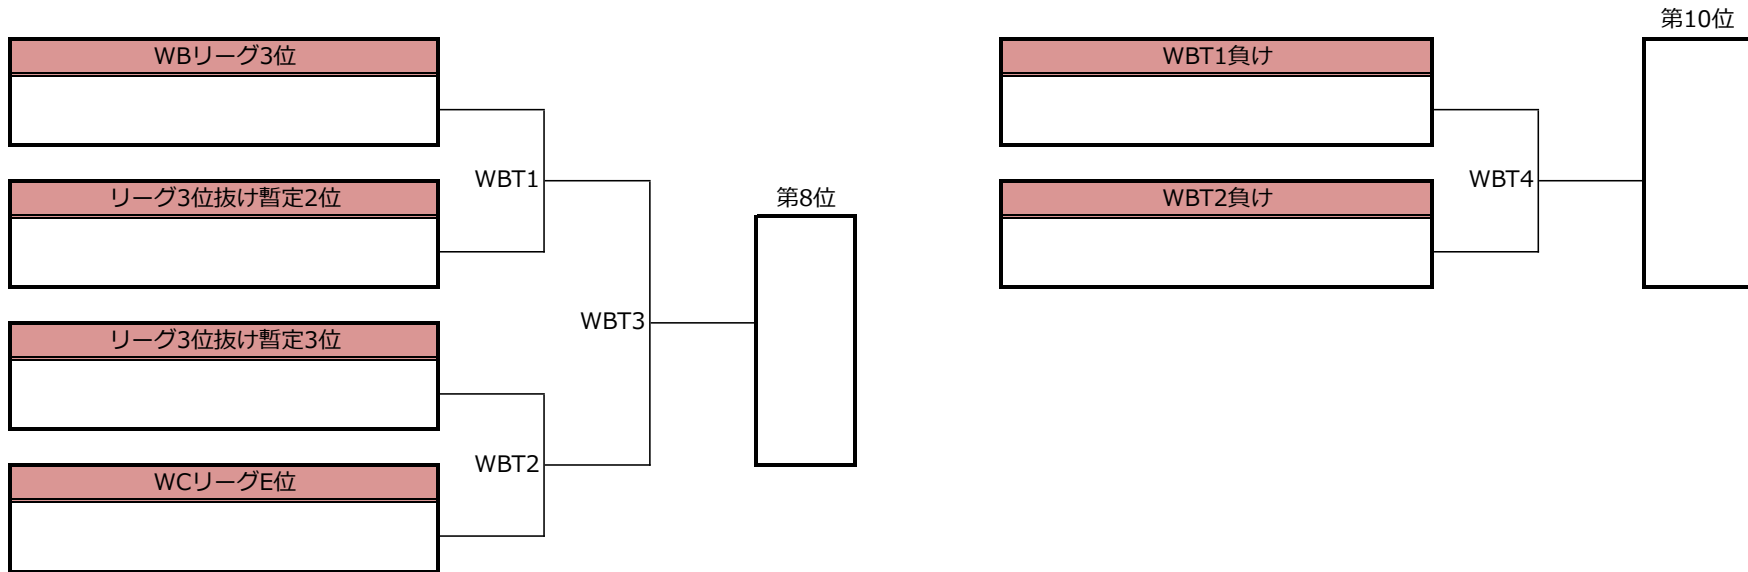 WBリーグ3位
WBT1
リーグ3位抜け暫定2位
WBT3
第8位
リーグ3位抜け暫定3位
WBT2
WCリーグE位
第10位
WBT1負け
WBT4
WBT2負け